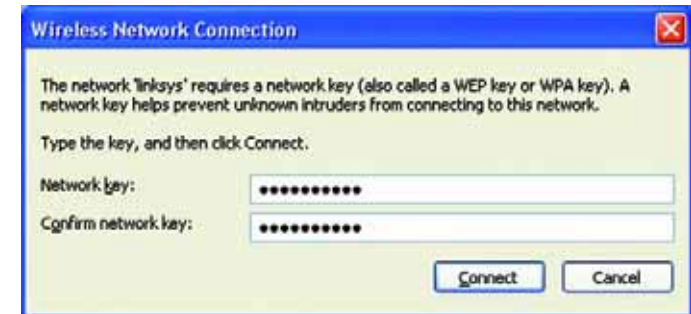 Wireless Network Connection
The network 'linksys' requires a network key (also called a WEP key or WPA key). A
network key helps prevent unknown intruders from connecting to this network.
Type the key, and then click Connect.
Network key: ••••••••••
Confirm network key: ••••••••••
Connect Cancel